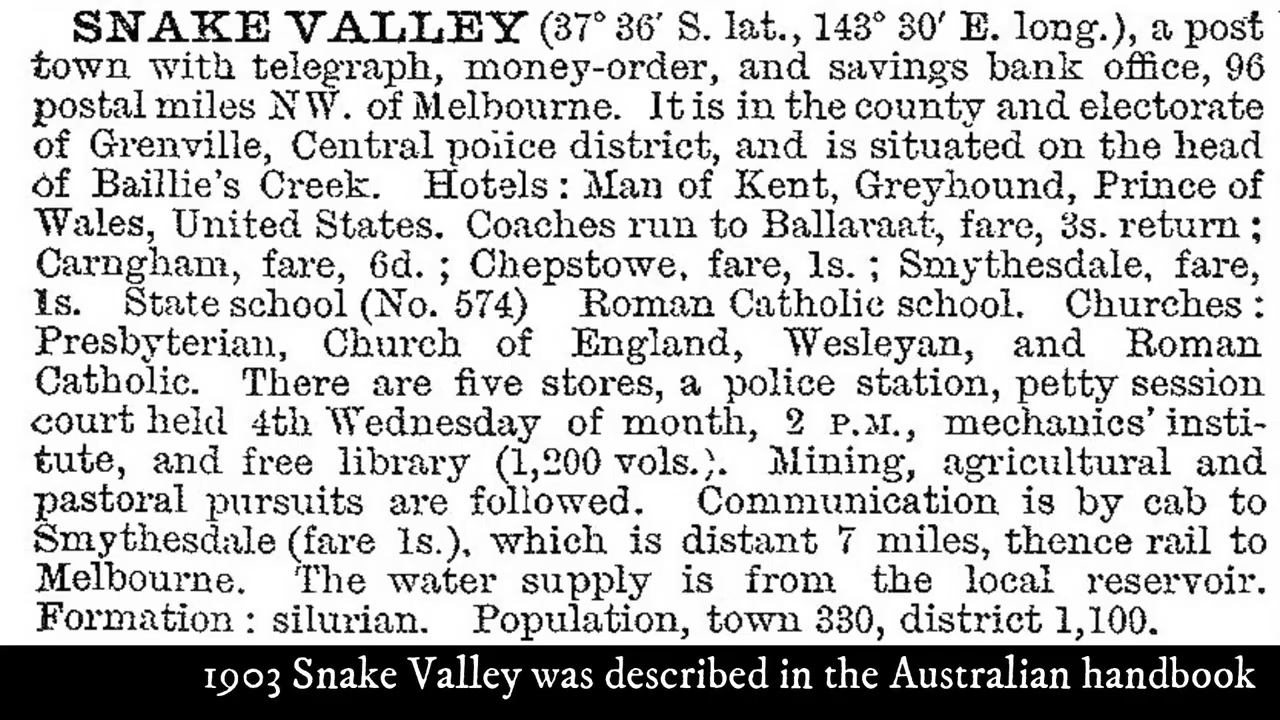 SNAKE VALLEY (37° 36′ S. lat., 143° 30′ E. long.), a post
town with telegraph, money-order, and savings bank office, 96
postal miles NW. of Melbourne. It is in the county and electorate
of Grenville, Central police district, and is situated on the head
of Baillie's Creek. Hotels : Man of Kent, Greyhound, Prince of
Wales, United States. Coaches run to Ballaraat, fare, 3s. return ;
Carngham, fare, 6d. ; Chepstowe, fare, 1s. ; Smythesdale, fare,
1s. State school (No. 574) Roman Catholic school. Churches :
Presbyterian, Church of England, Wesleyan, and Roman
Catholic. There are five stores, a police station, petty session
court held 4th Wednesday of month, 2 P.M., mechanics' insti-
tute, and free library (1,200 vols.). Mining, agricultural and
pastoral pursuits are followed. Communication is by cab to
Smythesdale (fare 1s.), which is distant 7 miles, thence rail to
Melbourne. The water supply is from the local reservoir.
Formation : silurian. Population, town 330, district 1,100.
1903 Snake Valley was described in the Australian handbook